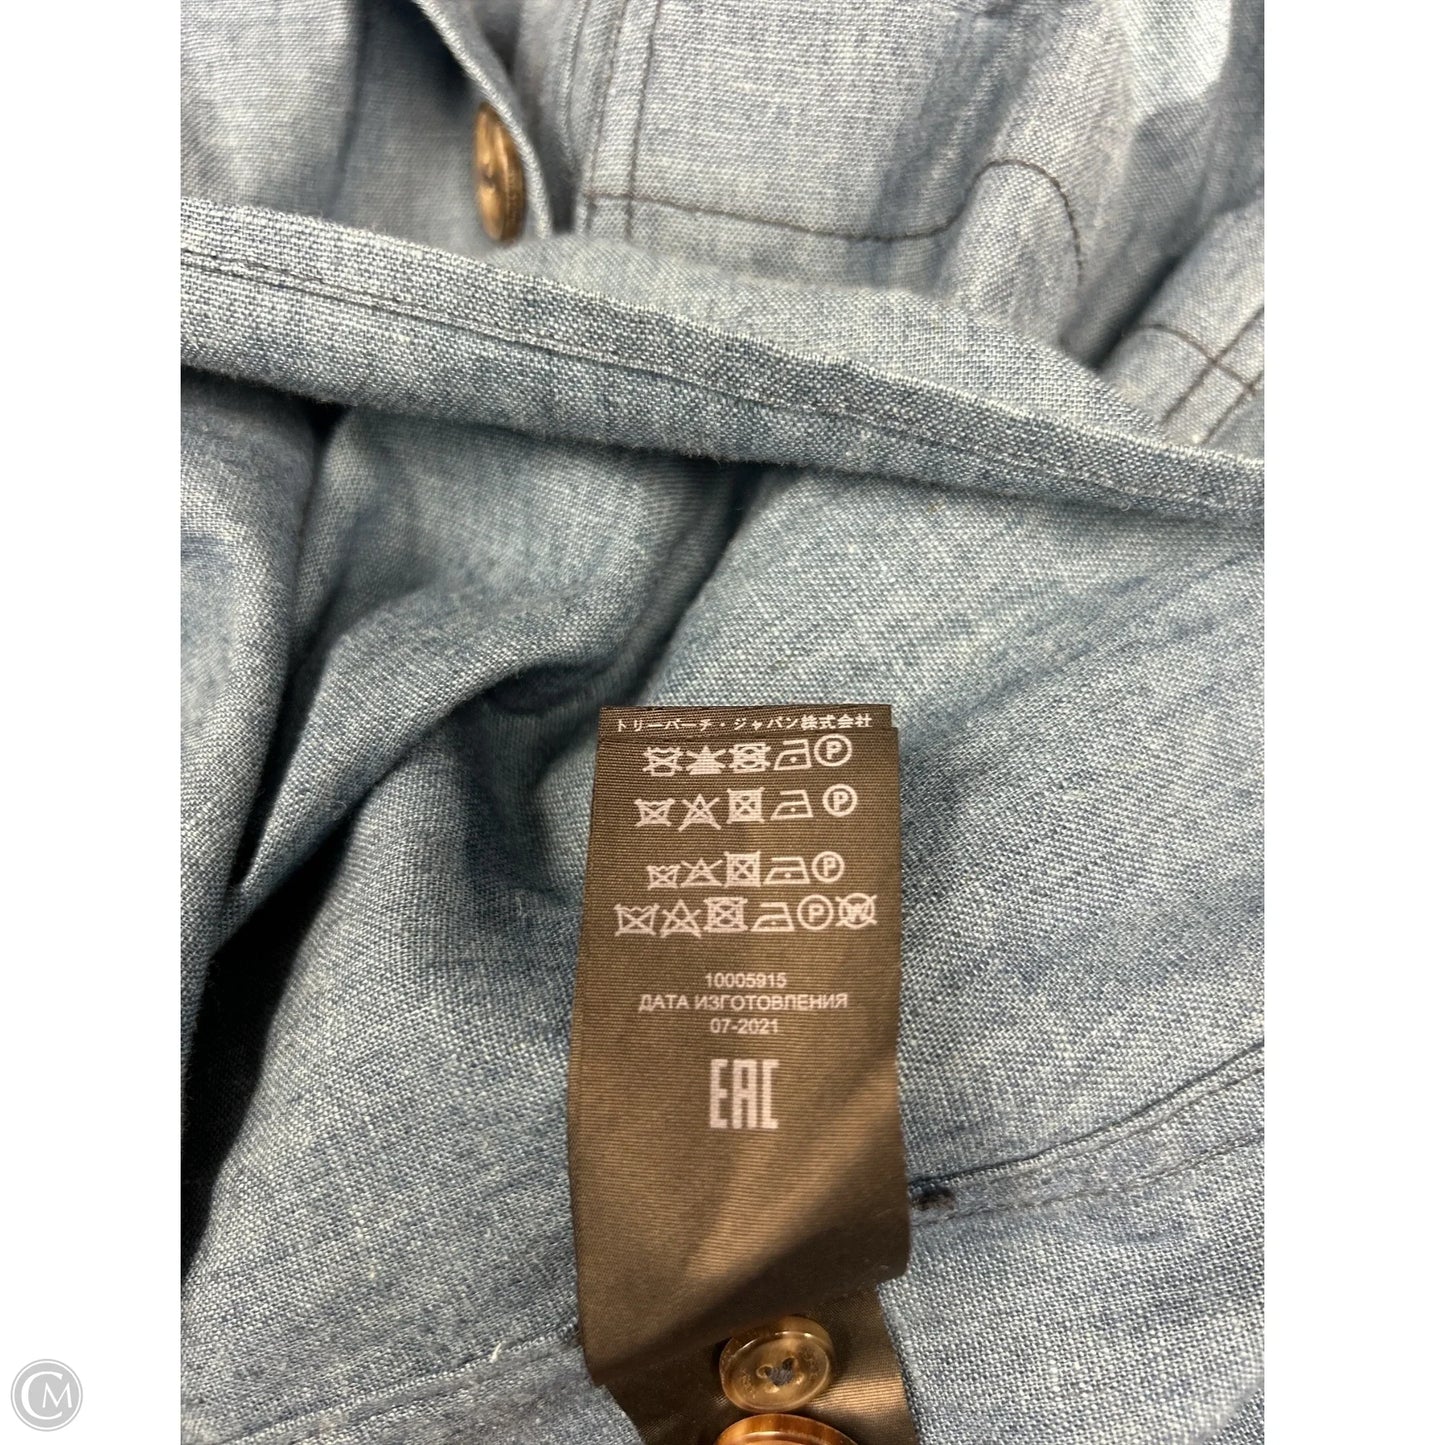 トリーバーチ・ジャパン株式会社
P
P
P
P W
10005915
ДАТА ИЗГОТОВЛЕНИЯ
07-2021
EAC
CM